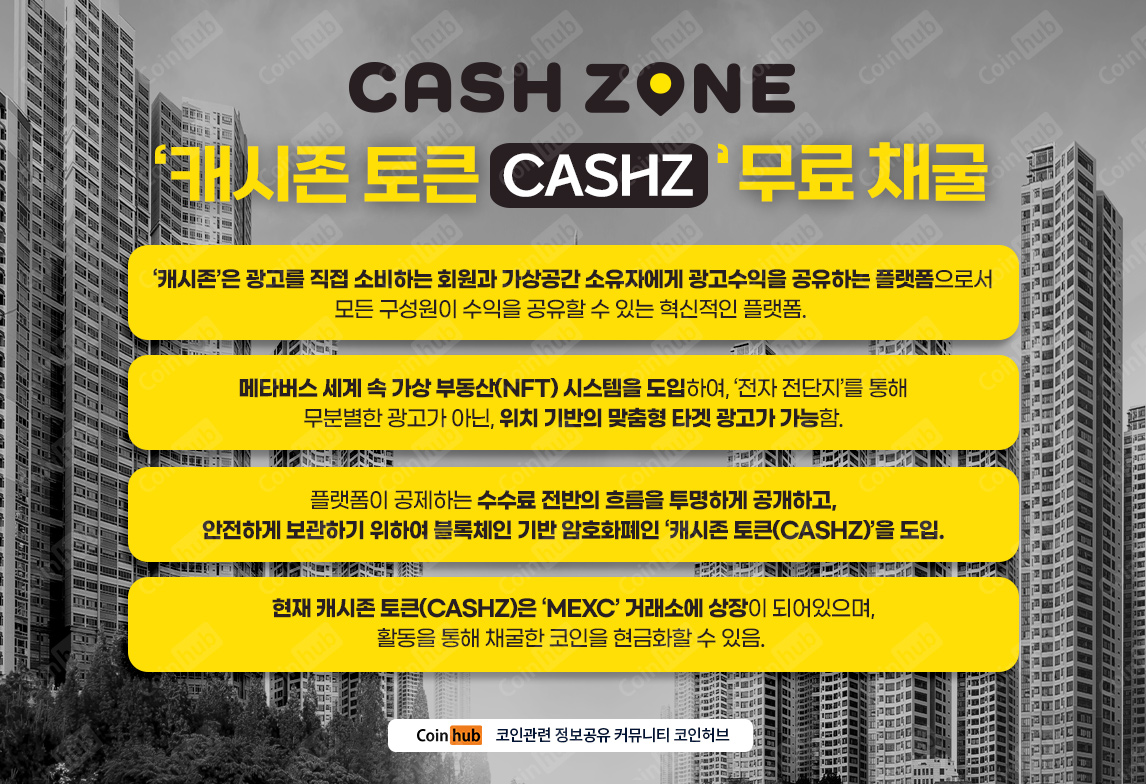 CASH ZONE
‘캐시존 토큰 CASHZ’ 무료 채굴
‘캐시존’은 광고를 직접 소비하는 회원과 가상공간 소유자에게 광고수익을 공유하는 플랫폼으로서
모든 구성원이 수익을 공유할 수 있는 혁신적인 플랫폼.
메타버스 세계 속 가상 부동산(NFT) 시스템을 도입하여, ‘전자 전단지’를 통해
무분별한 광고가 아닌, 위치 기반의 맞춤형 타겟 광고가 가능함.
플랫폼이 공제하는 수수료 전반의 흐름을 투명하게 공개하고,
안전하게 보관하기 위하여 블록체인 기반 암호화폐인 ‘캐시존 토큰(CASHZ)’을 도입.
현재 캐시존 토큰(CASHZ)은 ‘MEXC’ 거래소에 상장이 되어있으며,
활동을 통해 채굴한 코인을 현금화할 수 있음.
Coin hub 코인관련 정보공유 커뮤니티 코인허브